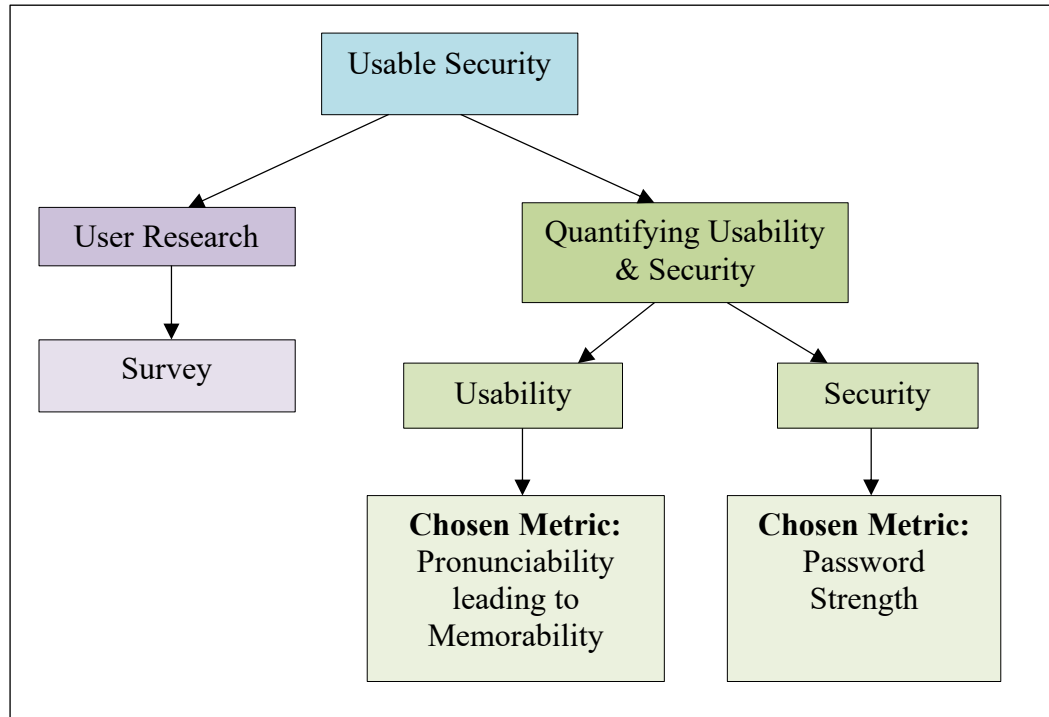 Usable Security
User Research
Quantifying Usability
& Security
Survey
Usability
Security
Chosen Metric:
Pronunciability
leading to
Memorability
Chosen Metric:
Password
Strength